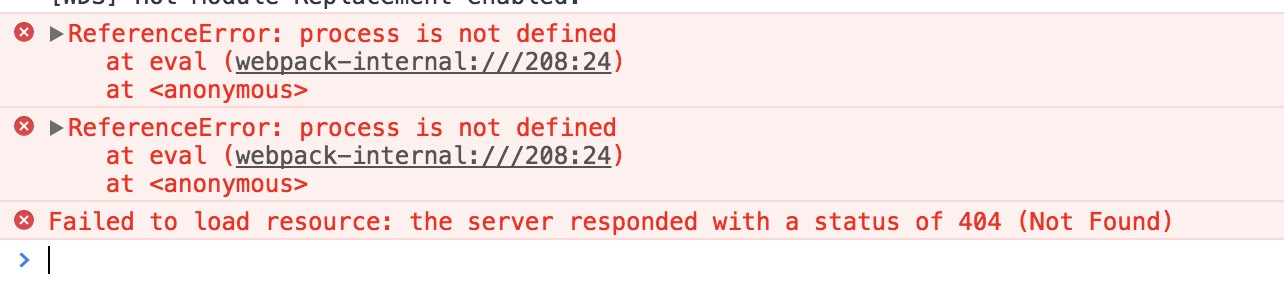 [WDS] Hot Module Replacement enabled.
ReferenceError: process is not defined
at eval (webpack-internal:///208:24)
at <anonymous>
ReferenceError: process is not defined
at eval (webpack-internal:///208:24)
at <anonymous>
Failed to load resource: the server responded with a status of 404 (Not Found)